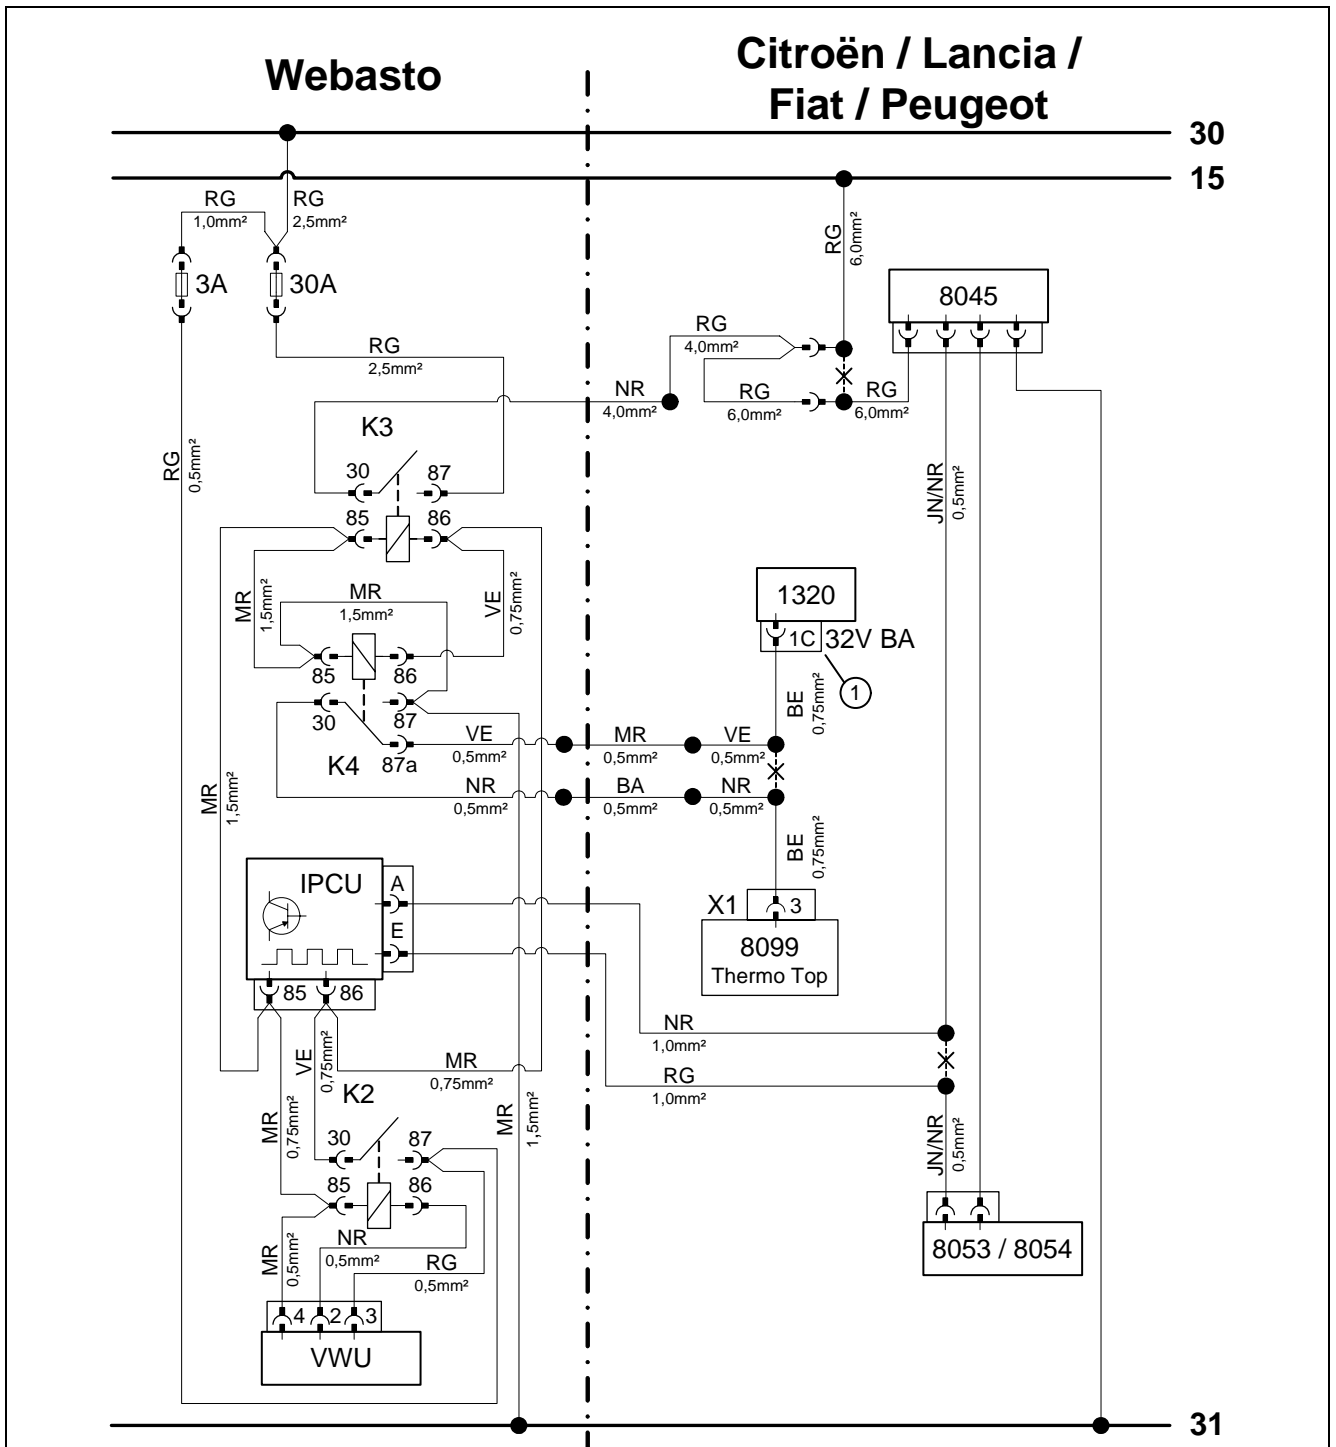 Webasto
Citroën / Lancia /
Fiat / Peugeot
30
15
RG
1,0mm²
RG
2,5mm²
RG
6,0mm²
3A
30A
8045
RG
2,5mm²
RG
4,0mm²
NR
4,0mm²
RG
6,0mm²
RG
6,0mm²
K3
30
87
RG
0,5mm²
JN/NR
0,5mm²
85
86
MR
1,5mm²
MR
1,5mm²
VE
0,75mm²
1320
1C
32V BA
1
85
86
BE
0,75mm²
30
87
K4
87a
VE
0,5mm²
MR
0,5mm²
VE
0,5mm²
NR
0,5mm²
BA
0,5mm²
NR
0,5mm²
MR
1,5mm²
BE
0,75mm²
IPCU
A
E
85
86
X1
3
8099
Thermo Top
NR
1,0mm²
RG
1,0mm²
VE
0,75mm²
MR
0,75mm²
K2
MR
0,75mm²
MR
1,5mm²
30
87
85
86
JN/NR
0,5mm²
NR
0,5mm²
RG
0,5mm²
MR
0,5mm²
8053 / 8054
4
2
3
VWU
31